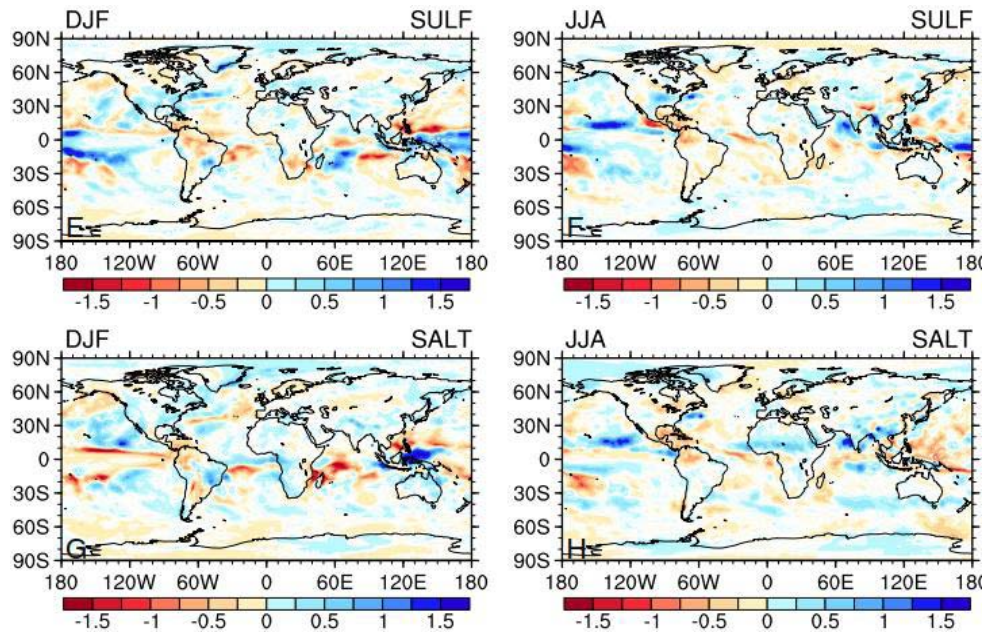 DJF SULF JJA SULF
90N 90N
60N 60N
30N 30N
0 0
30S 30S
60S 60S
90S E 90S F
180 120W 60W 0 60E 120E 180 180 120W 60W 0 60E 120E 180
-1.5 -1 -0.5 0 0.5 1 1.5 -1.5 -1 -0.5 0 0.5 1 1.5
DJF SALT JJA SALT
90N 90N
60N 60N
30N 30N
0 0
30S 30S
60S 60S
90S G 90S H
180 120W 60W 0 60E 120E 180 180 120W 60W 0 60E 120E 180
-1.5 -1 -0.5 0 0.5 1 1.5 -1.5 -1 -0.5 0 0.5 1 1.5